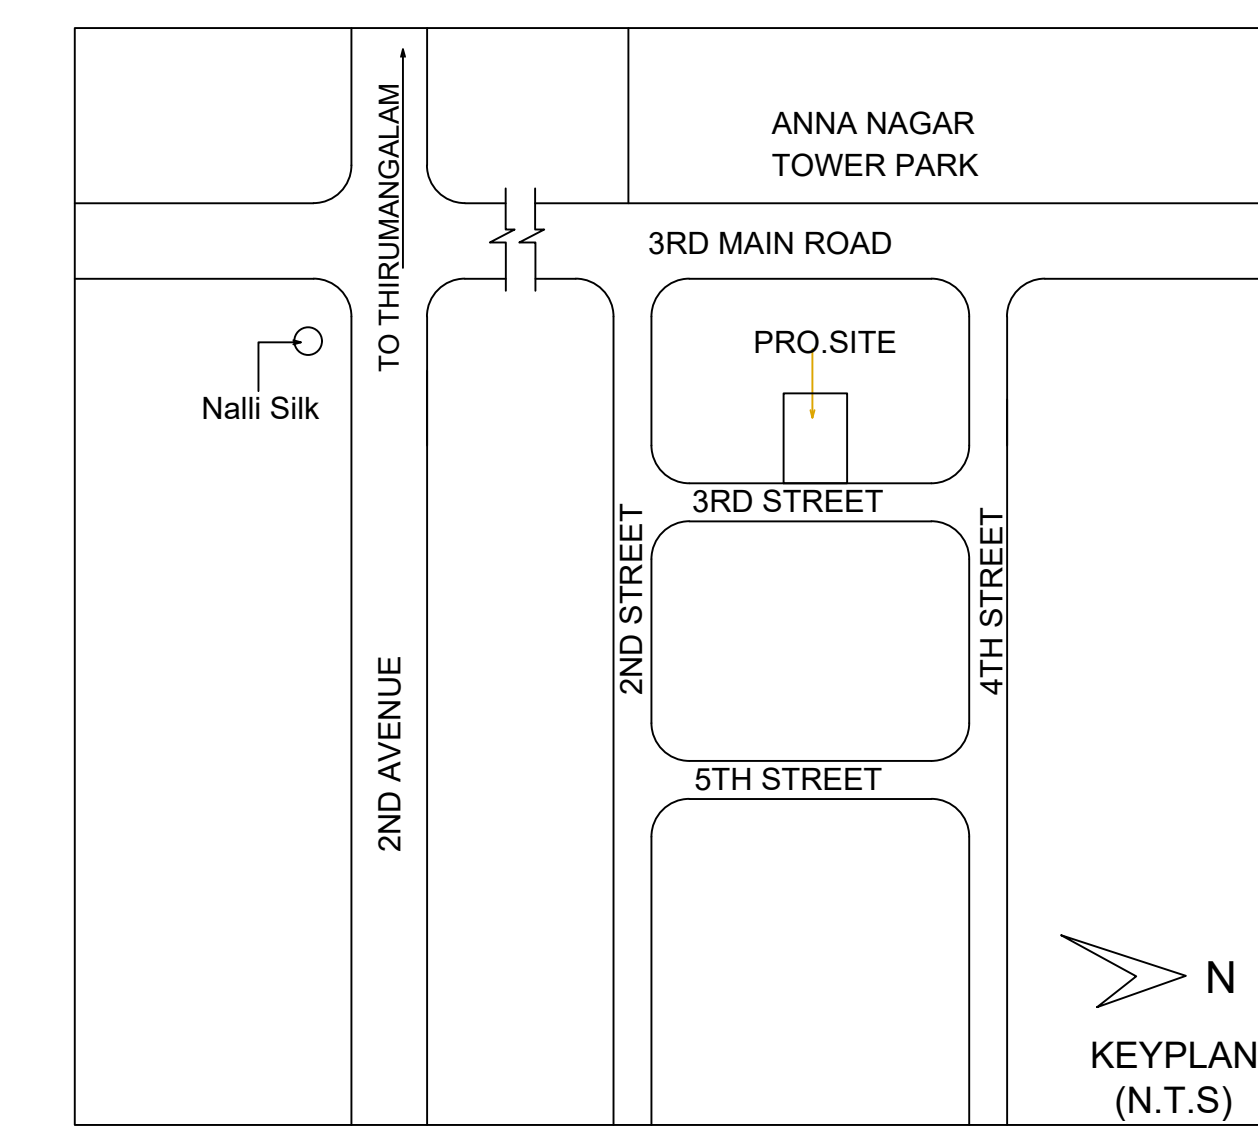 TO THIRUMANGALAM
ANNA NAGAR
TOWER PARK
3RD MAIN ROAD
PRO.SITE
Nalli Silk
3RD STREET
2ND STREET
4TH STREET
2ND AVENUE
5TH STREET
N
KEYPLAN
(N.T.S)